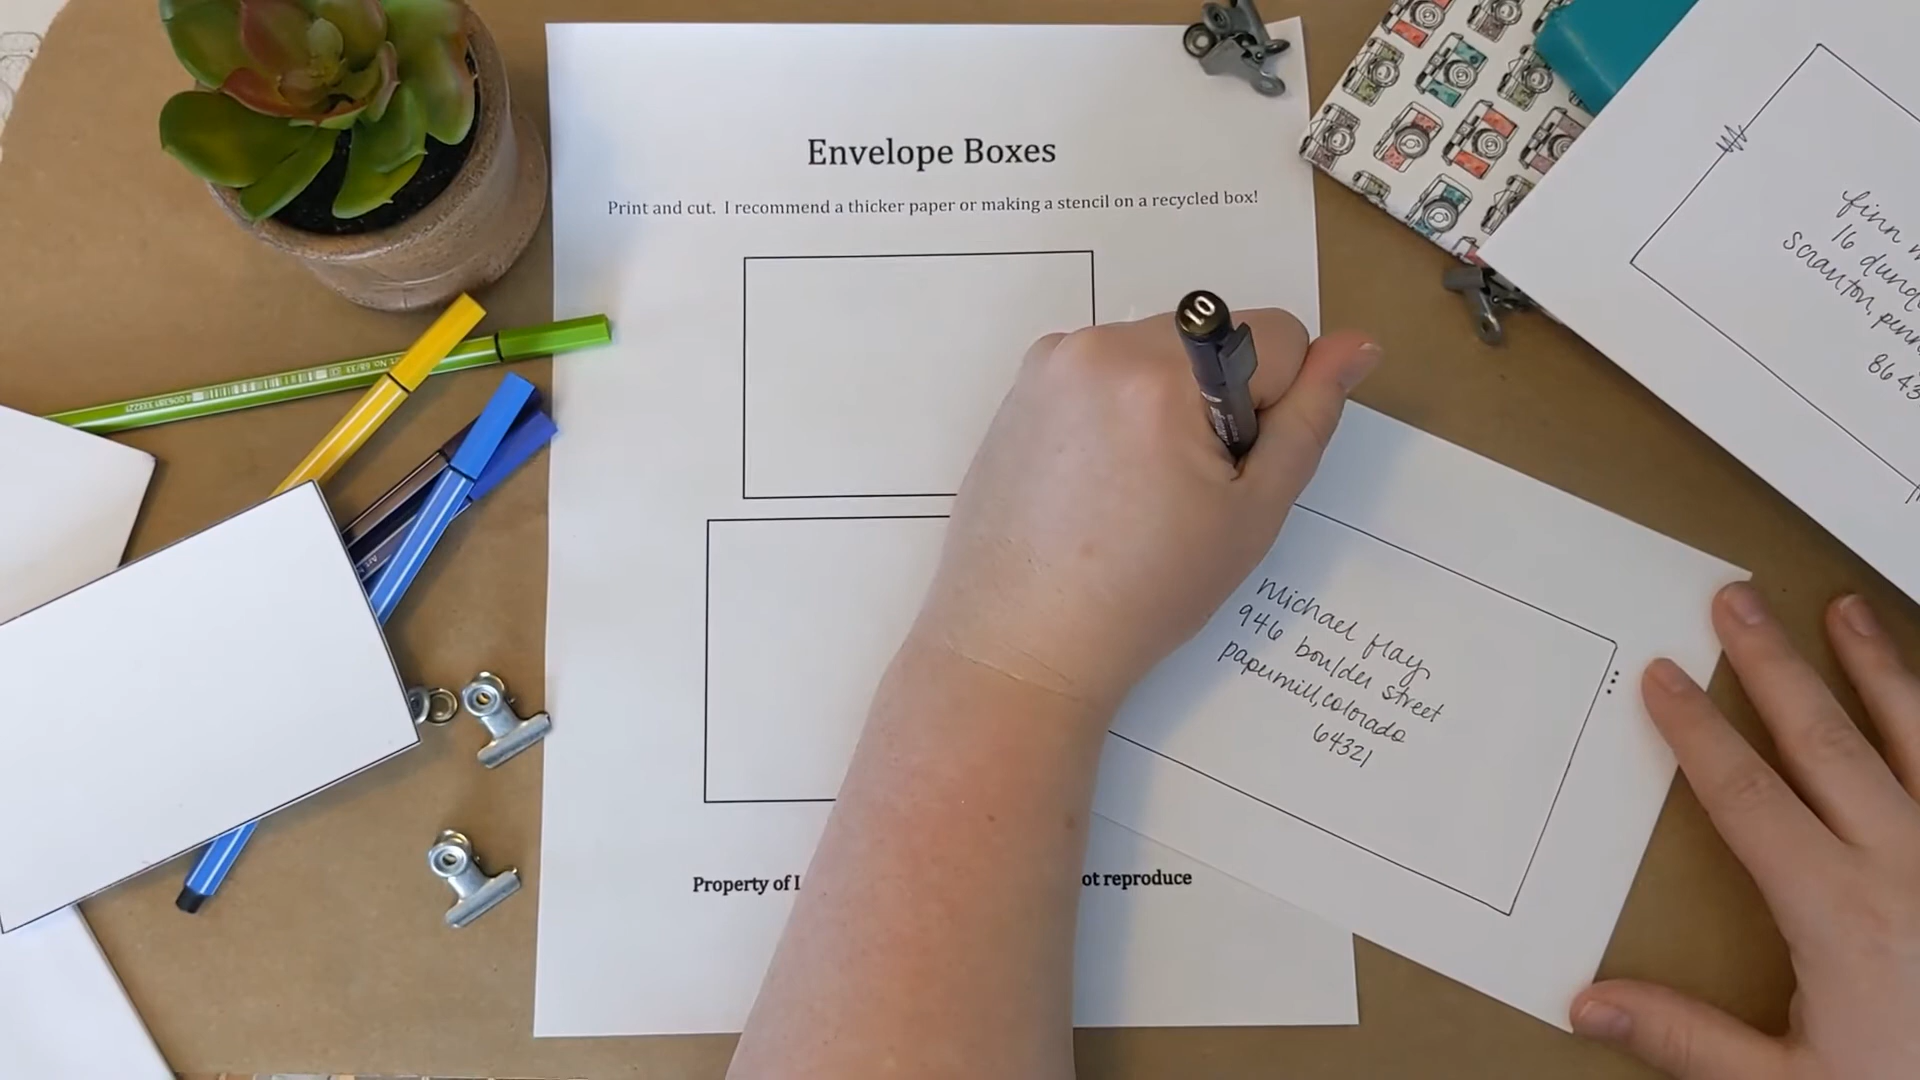 Envelope Boxes
Print and cut. I recommend a thicker paper or making a stencil on a recycled box!
Property of
ot reproduce
10
michael flay
946 boulder street
papermill, colorado
64321
finn
16
scranton,
8643